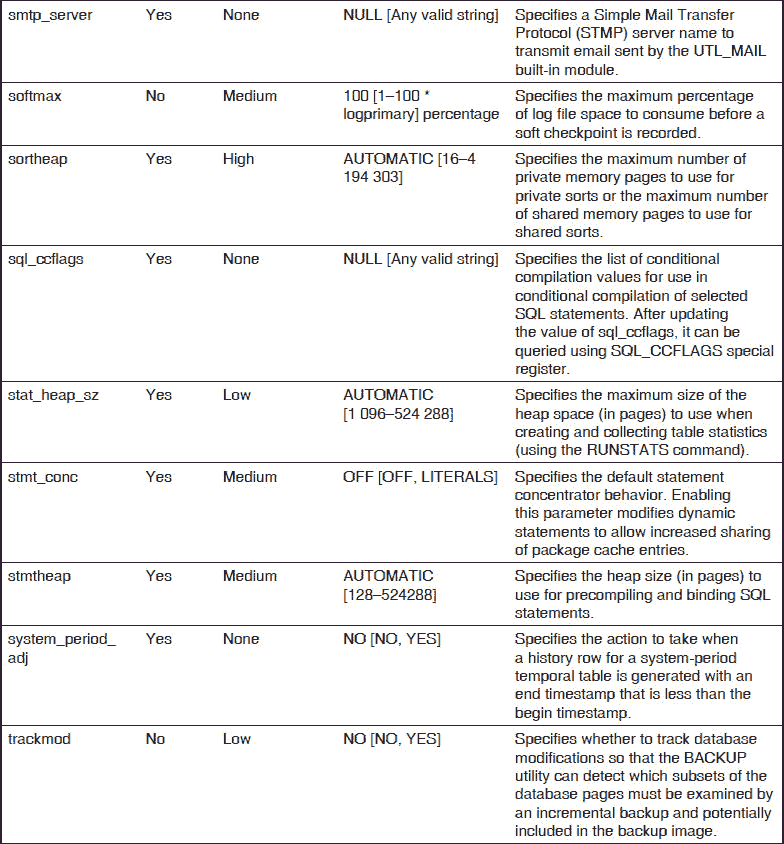 smtp_server Yes None NULL [Any valid string] Specifies a Simple Mail Transfer
Protocol (STMP) server name to
transmit email sent by the UTL_MAIL
built-in module.
softmax No Medium 100 [1–100 * Specifies the maximum percentage
logprimary] percentage of log file space to consume before a
soft checkpoint is recorded.
sortheap Yes High AUTOMATIC [16–4 Specifies the maximum number of
194 303] private memory pages to use for
private sorts or the maximum number
of shared memory pages to use for
shared sorts.
sql_ccflags Yes None NULL [Any valid string] Specifies the list of conditional
compilation values for use in
conditional compilation of selected
SQL statements. After updating
the value of sql_ccflags, it can be
queried using SQL_CCFLAGS special
register.
stat_heap_sz Yes Low AUTOMATIC Specifies the maximum size of the
[1 096–524 288] heap space (in pages) to use when
creating and collecting table statistics
(using the RUNSTATS command).
stmt_conc Yes Medium OFF [OFF, LITERALS] Specifies the default statement
concentrator behavior. Enabling
this parameter modifies dynamic
statements to allow increased sharing
of package cache entries.
stmtheap Yes Medium AUTOMATIC Specifies the heap size (in pages) to
[128–524288] use for precompiling and binding SQL
statements.
system_period_ Yes None NO [NO, YES] Specifies the action to take when
adj a history row for a system-period
temporal table is generated with an
end timestamp that is less than the
begin timestamp.
trackmod No Low NO [NO, YES] Specifies whether to track database
modifications so that the BACKUP
utility can detect which subsets of the
database pages must be examined by
an incremental backup and potentially
included in the backup image.